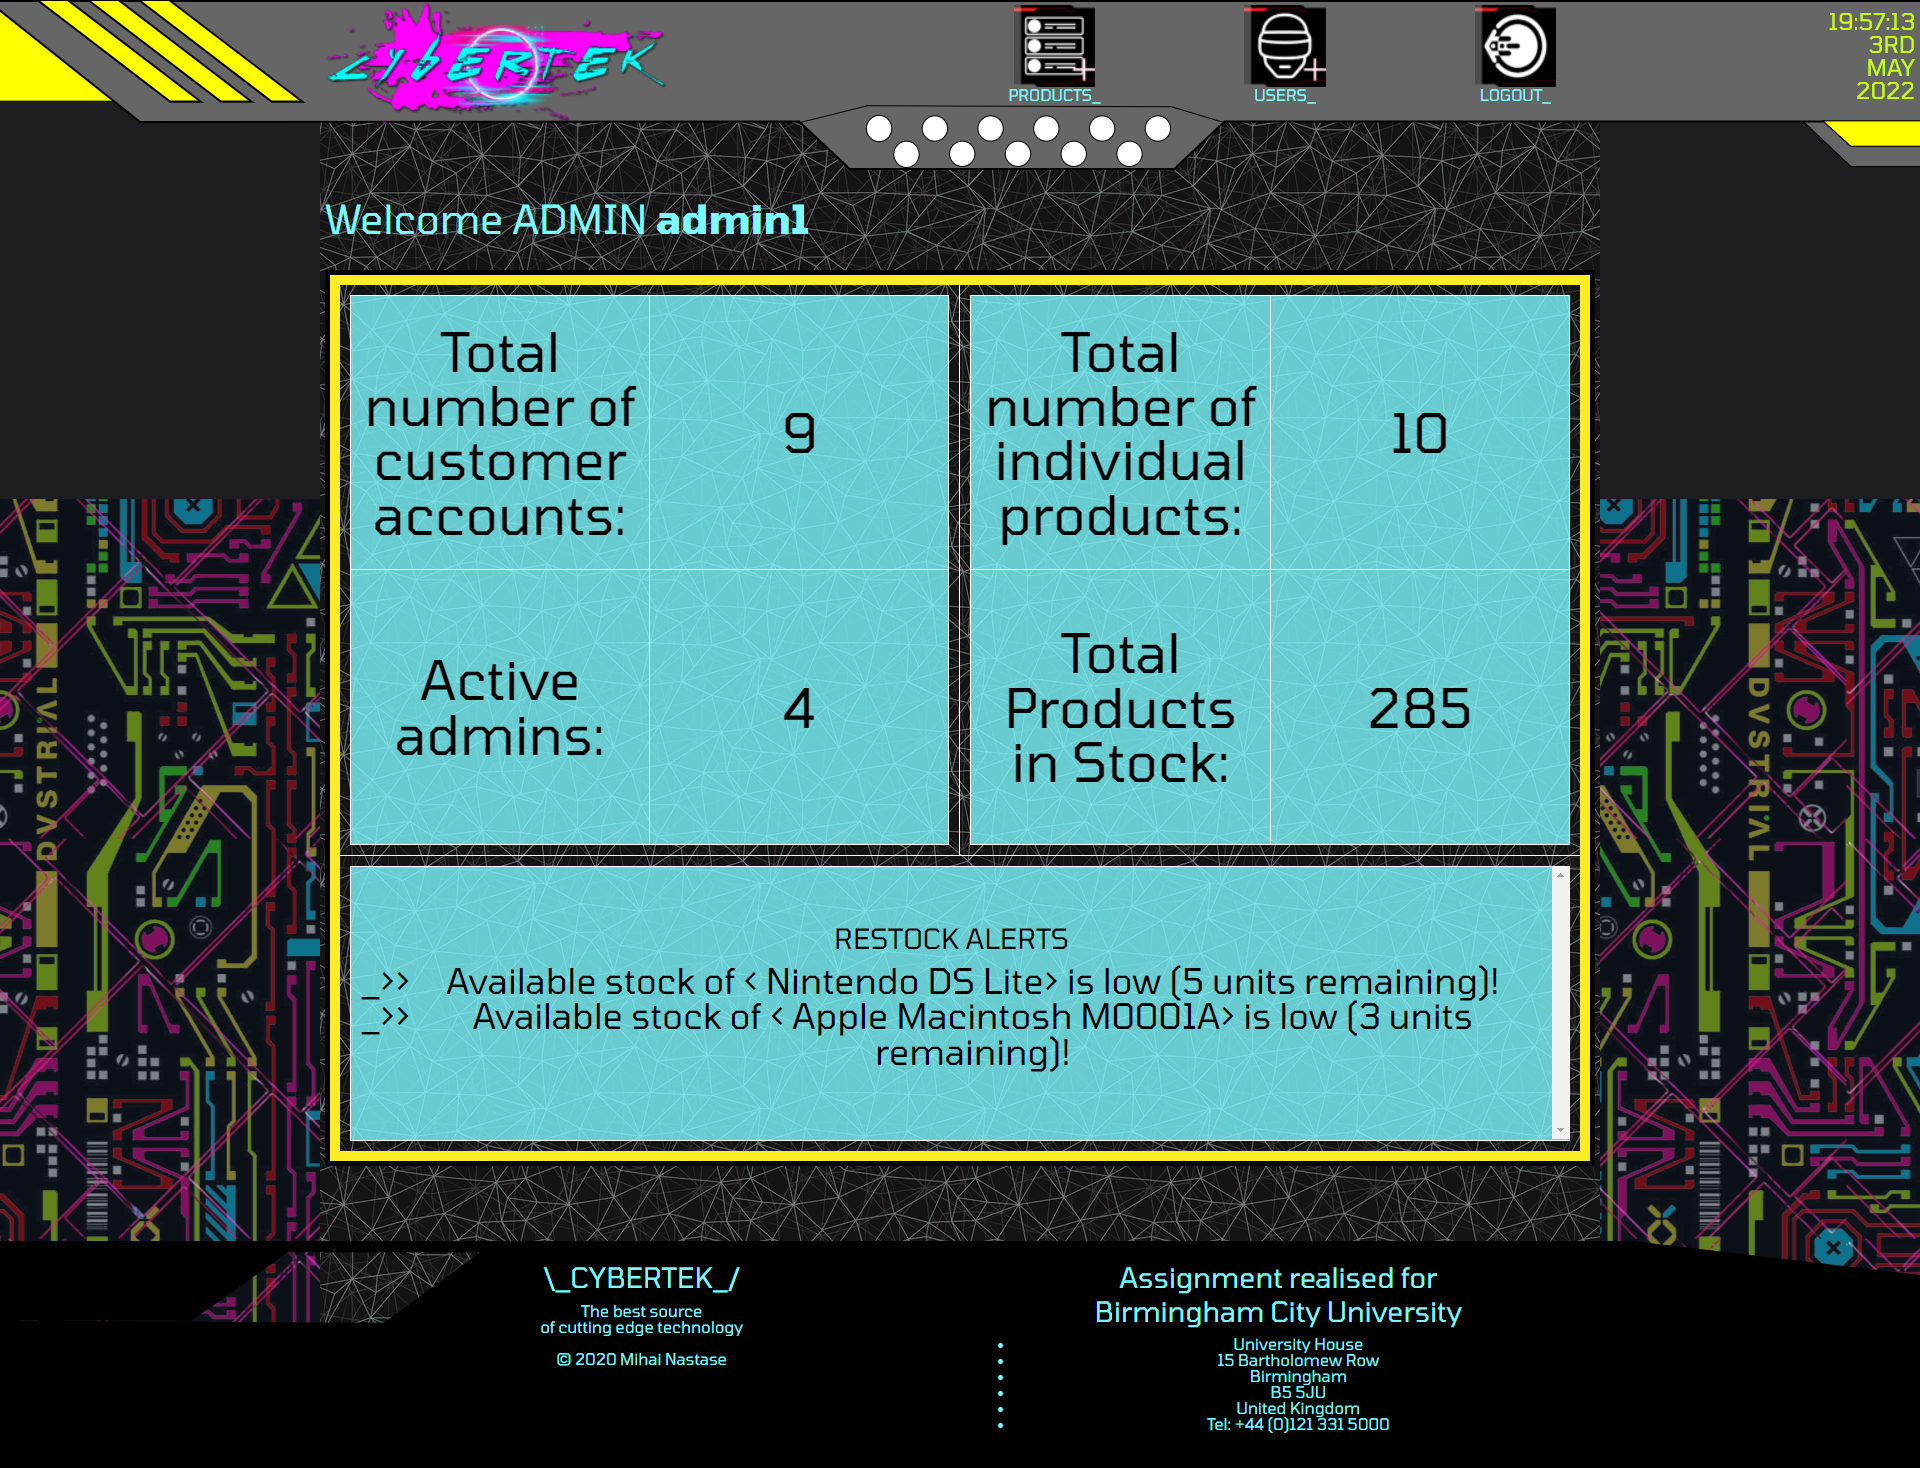 CYBERTEK
PRODUCTS_
USERS_
LOGOUT_
19:57:13
3RD
MAY
2022
Welcome ADMIN admin1
Total
number of
customer
accounts:
9
Total
number of
individual
products:
10
Active
admins:
4
Total
Products
in Stock:
285
RESTOCK ALERTS
_>> Available stock of < Nintendo DS Lite> is low (5 units remaining)!
_>> Available stock of < Apple Macintosh M0001A> is low (3 units
remaining)!
DVSTRIAL
DVSTRIAL
\_CYBERTEK_/
The best source
of cutting edge technology
© 2020 Mihai Nastase
Assignment realised for
Birmingham City University
• University House
• 15 Bartholomew Row
• Birmingham
• B5 5JU
• United Kingdom
• Tel: +44 (0)121 331 5000